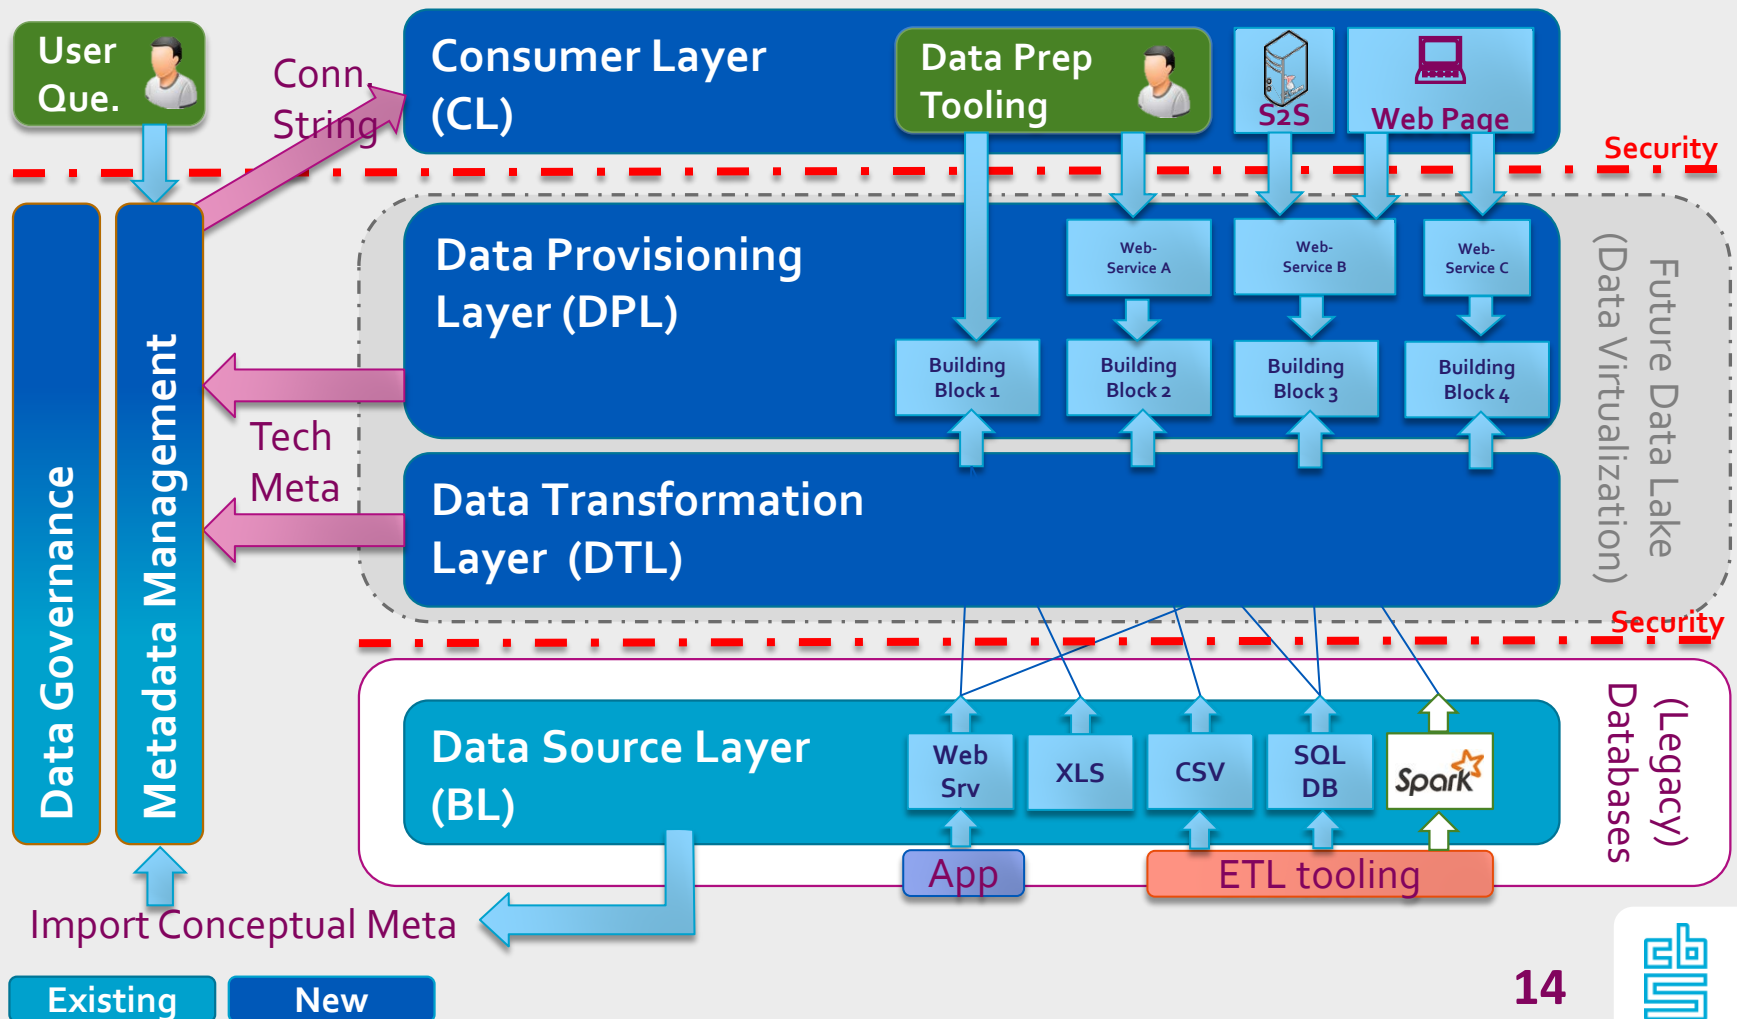 User
Que.
Conn.
String
Consumer Layer
(CL)
Data Prep
Tooling
S2S
Web Page
Security
Data Governance
Metadata Management
Data Provisioning
Layer (DPL)
Web-
Service A
Web-
Service B
Web-
Service C
Building
Block 1
Building
Block 2
Building
Block 3
Building
Block 4
Future Data Lake
(Data Virtualization)
Tech
Meta
Data Transformation
Layer (DTL)
Security
Data Source Layer
(BL)
Web
Srv
XLS
CSV
SQL
DB
Spark
(Legacy)
Databases
App
ETL tooling
Import Conceptual Meta
Existing
New
14
cbs